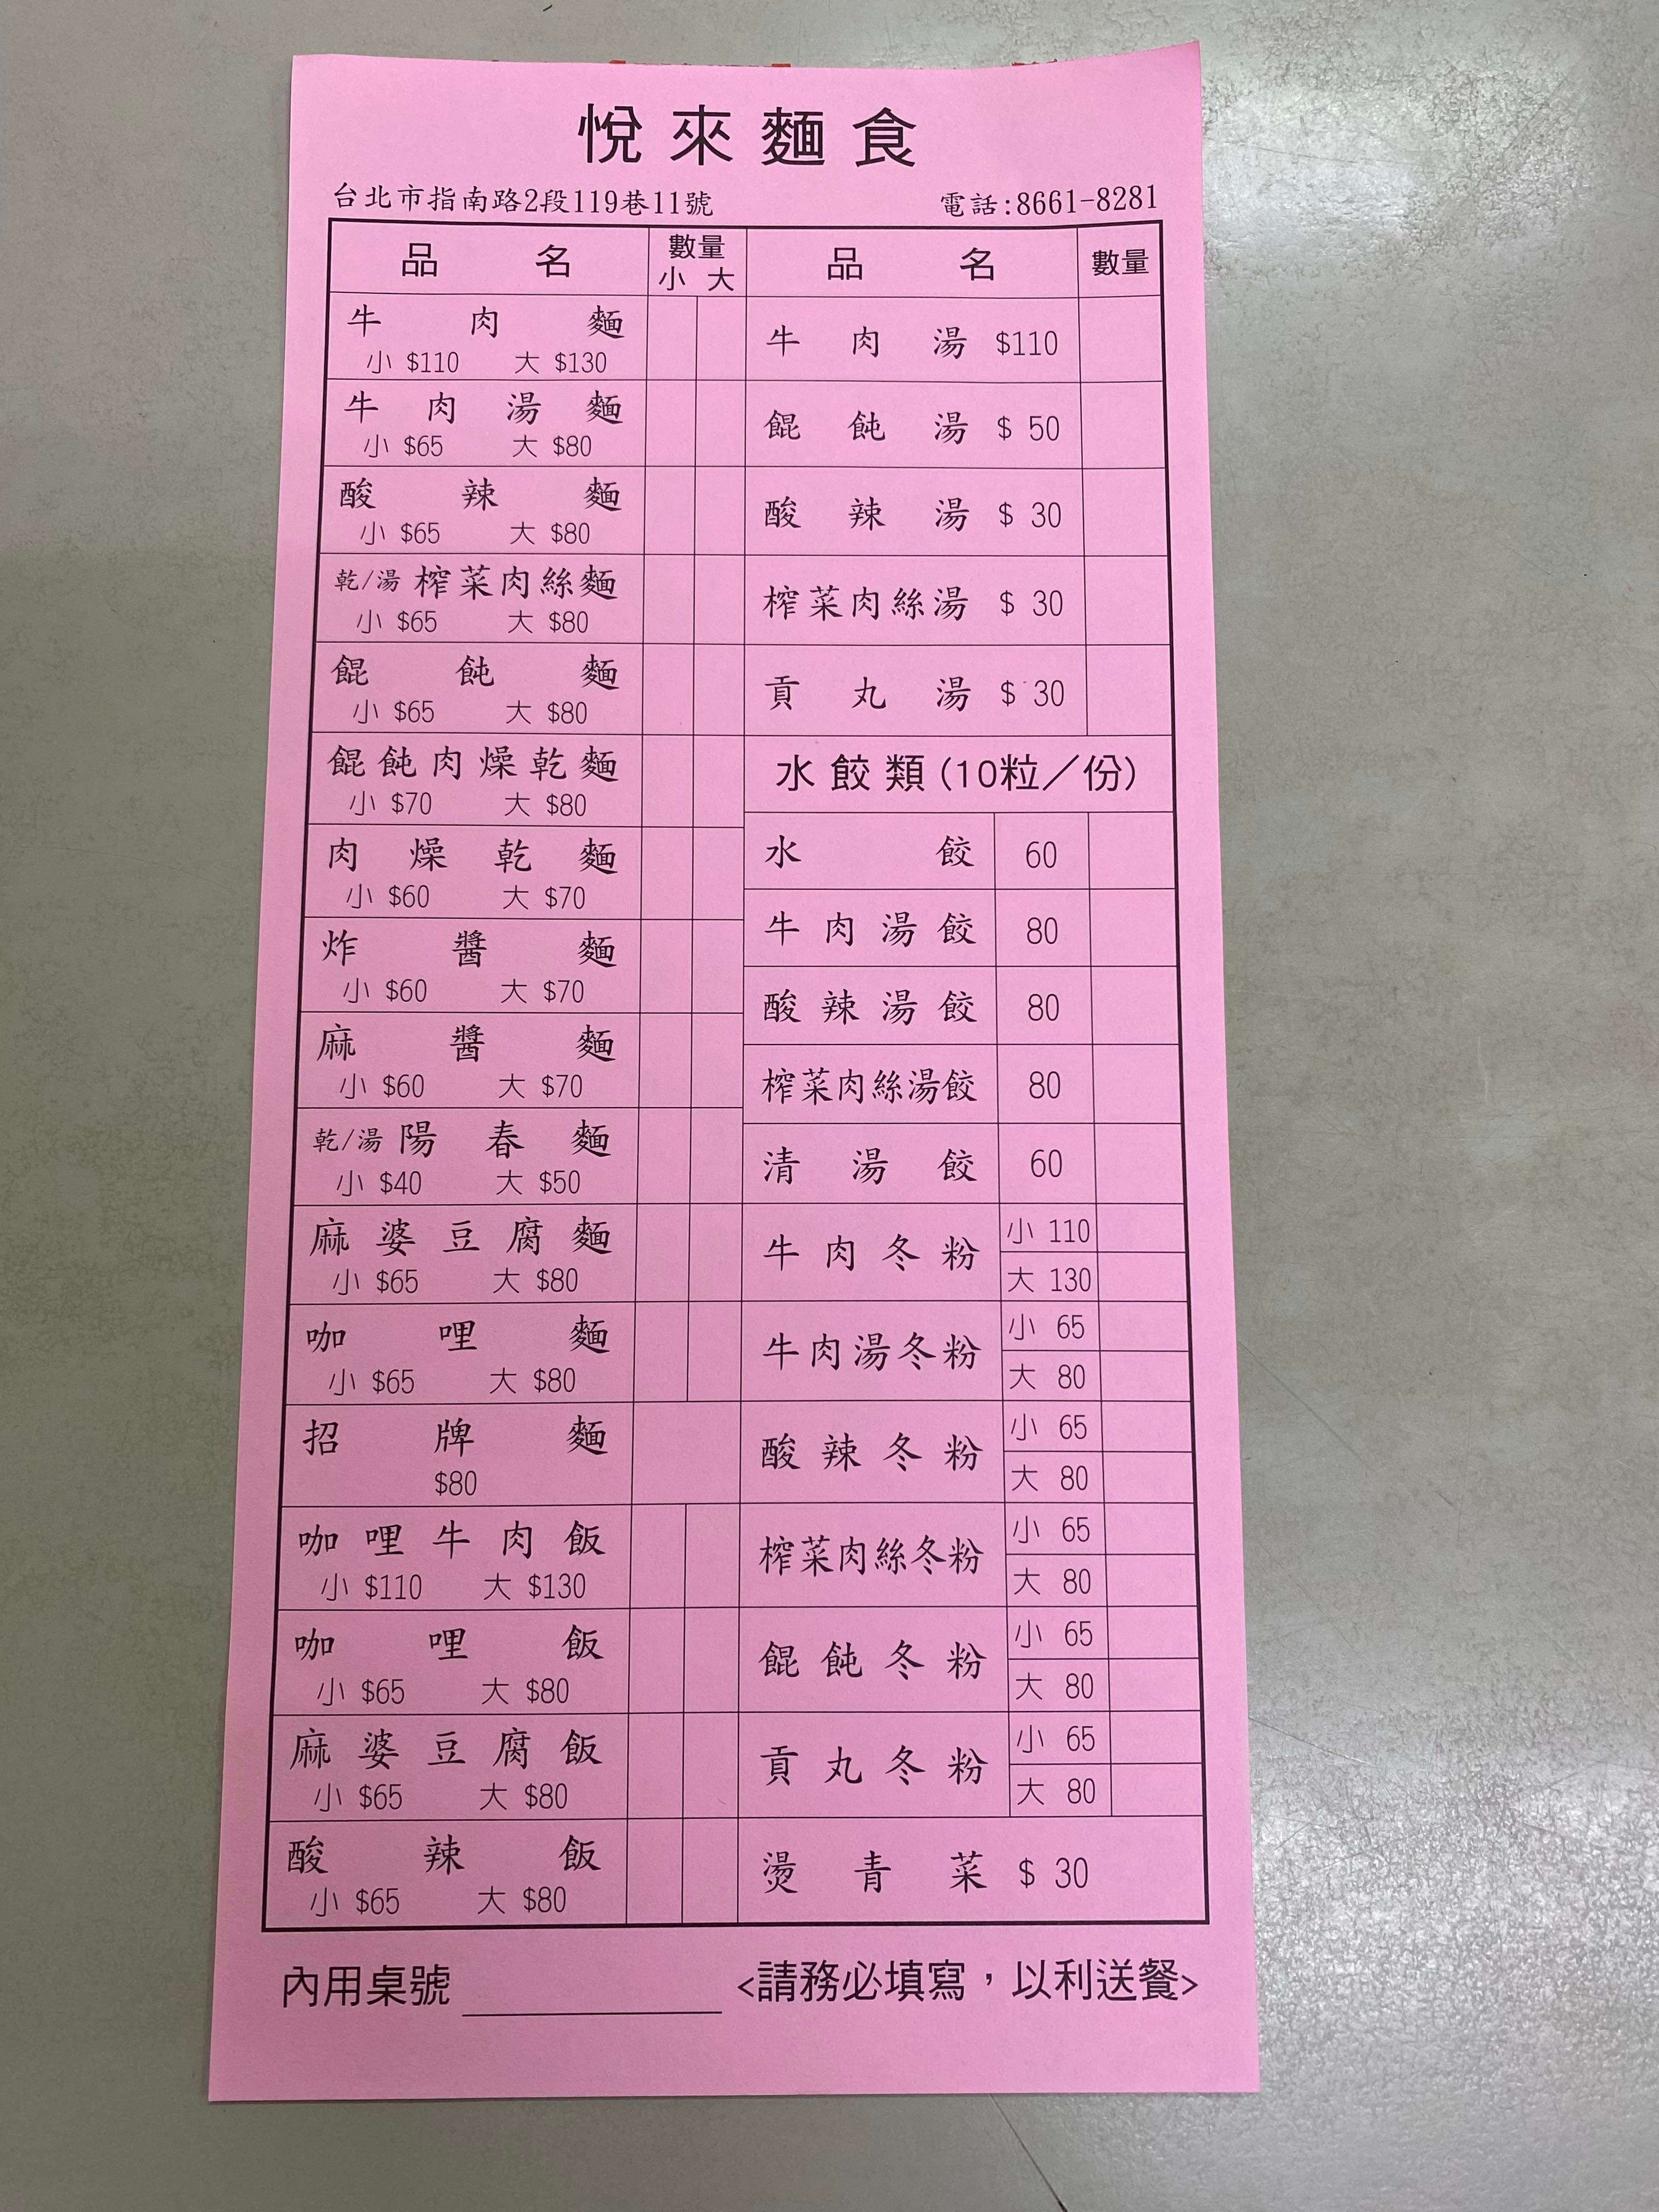 悅來麵食
台北市指南路2段119巷11號 電話:8661-8281
品名 數量
小 大
牛肉麵
小 $110 大 $130
牛肉湯麵
小 $65 大 $80
酸辣麵
小 $65 大 $80
乾/湯 榨菜肉絲麵
小 $65 大 $80
餛飩麵
小 $65 大 $80
餛飩肉燥乾麵
小 $70 大 $80
肉燥乾麵
小 $60 大 $70
炸醬麵
小 $60 大 $70
麻醬麵
小 $60 大 $70
乾/湯 陽春麵
小 $40 大 $50
麻婆豆腐麵
小 $65 大 $80
咖哩麵
小 $65 大 $80
招牌麵
$80
咖哩牛肉飯
小 $110 大 $130
咖哩飯
小 $65 大 $80
麻婆豆腐飯
小 $65 大 $80
酸辣飯
小 $65 大 $80
品名 數量
牛肉湯 $110
餛飩湯 $ 50
酸辣湯 $ 30
榨菜肉絲湯 $ 30
貢丸湯 $ 30
水餃類(10粒／份)
水餃 60
牛肉湯餃 80
酸辣湯餃 80
榨菜肉絲湯餃 80
清湯餃 60
牛肉冬粉 小 110
大 130
牛肉湯冬粉 小 65
大 80
酸辣冬粉 小 65
大 80
榨菜肉絲冬粉 小 65
大 80
餛飩冬粉 小 65
大 80
貢丸冬粉 小 65
大 80
燙青菜 $ 30
內用桌號 <請務必填寫，以利送餐>